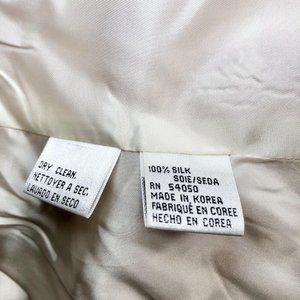 DRY CLEAN.
NETTOYER A SEC.
LAVADO EN SECO
100% SILK
SOIE/SEDA
RN 54050
MADE IN KOREA
FABRIQUÉ EN COREE
HECHO EN COREA